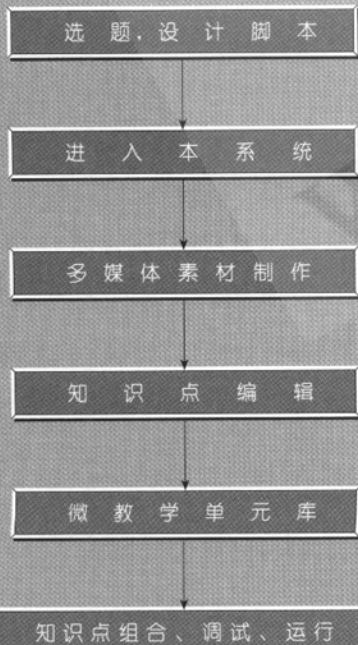 选题,设计脚本
进入本系统
多媒体素材制作
知识点编辑
微教学单元库
知识点组合、调试、运行